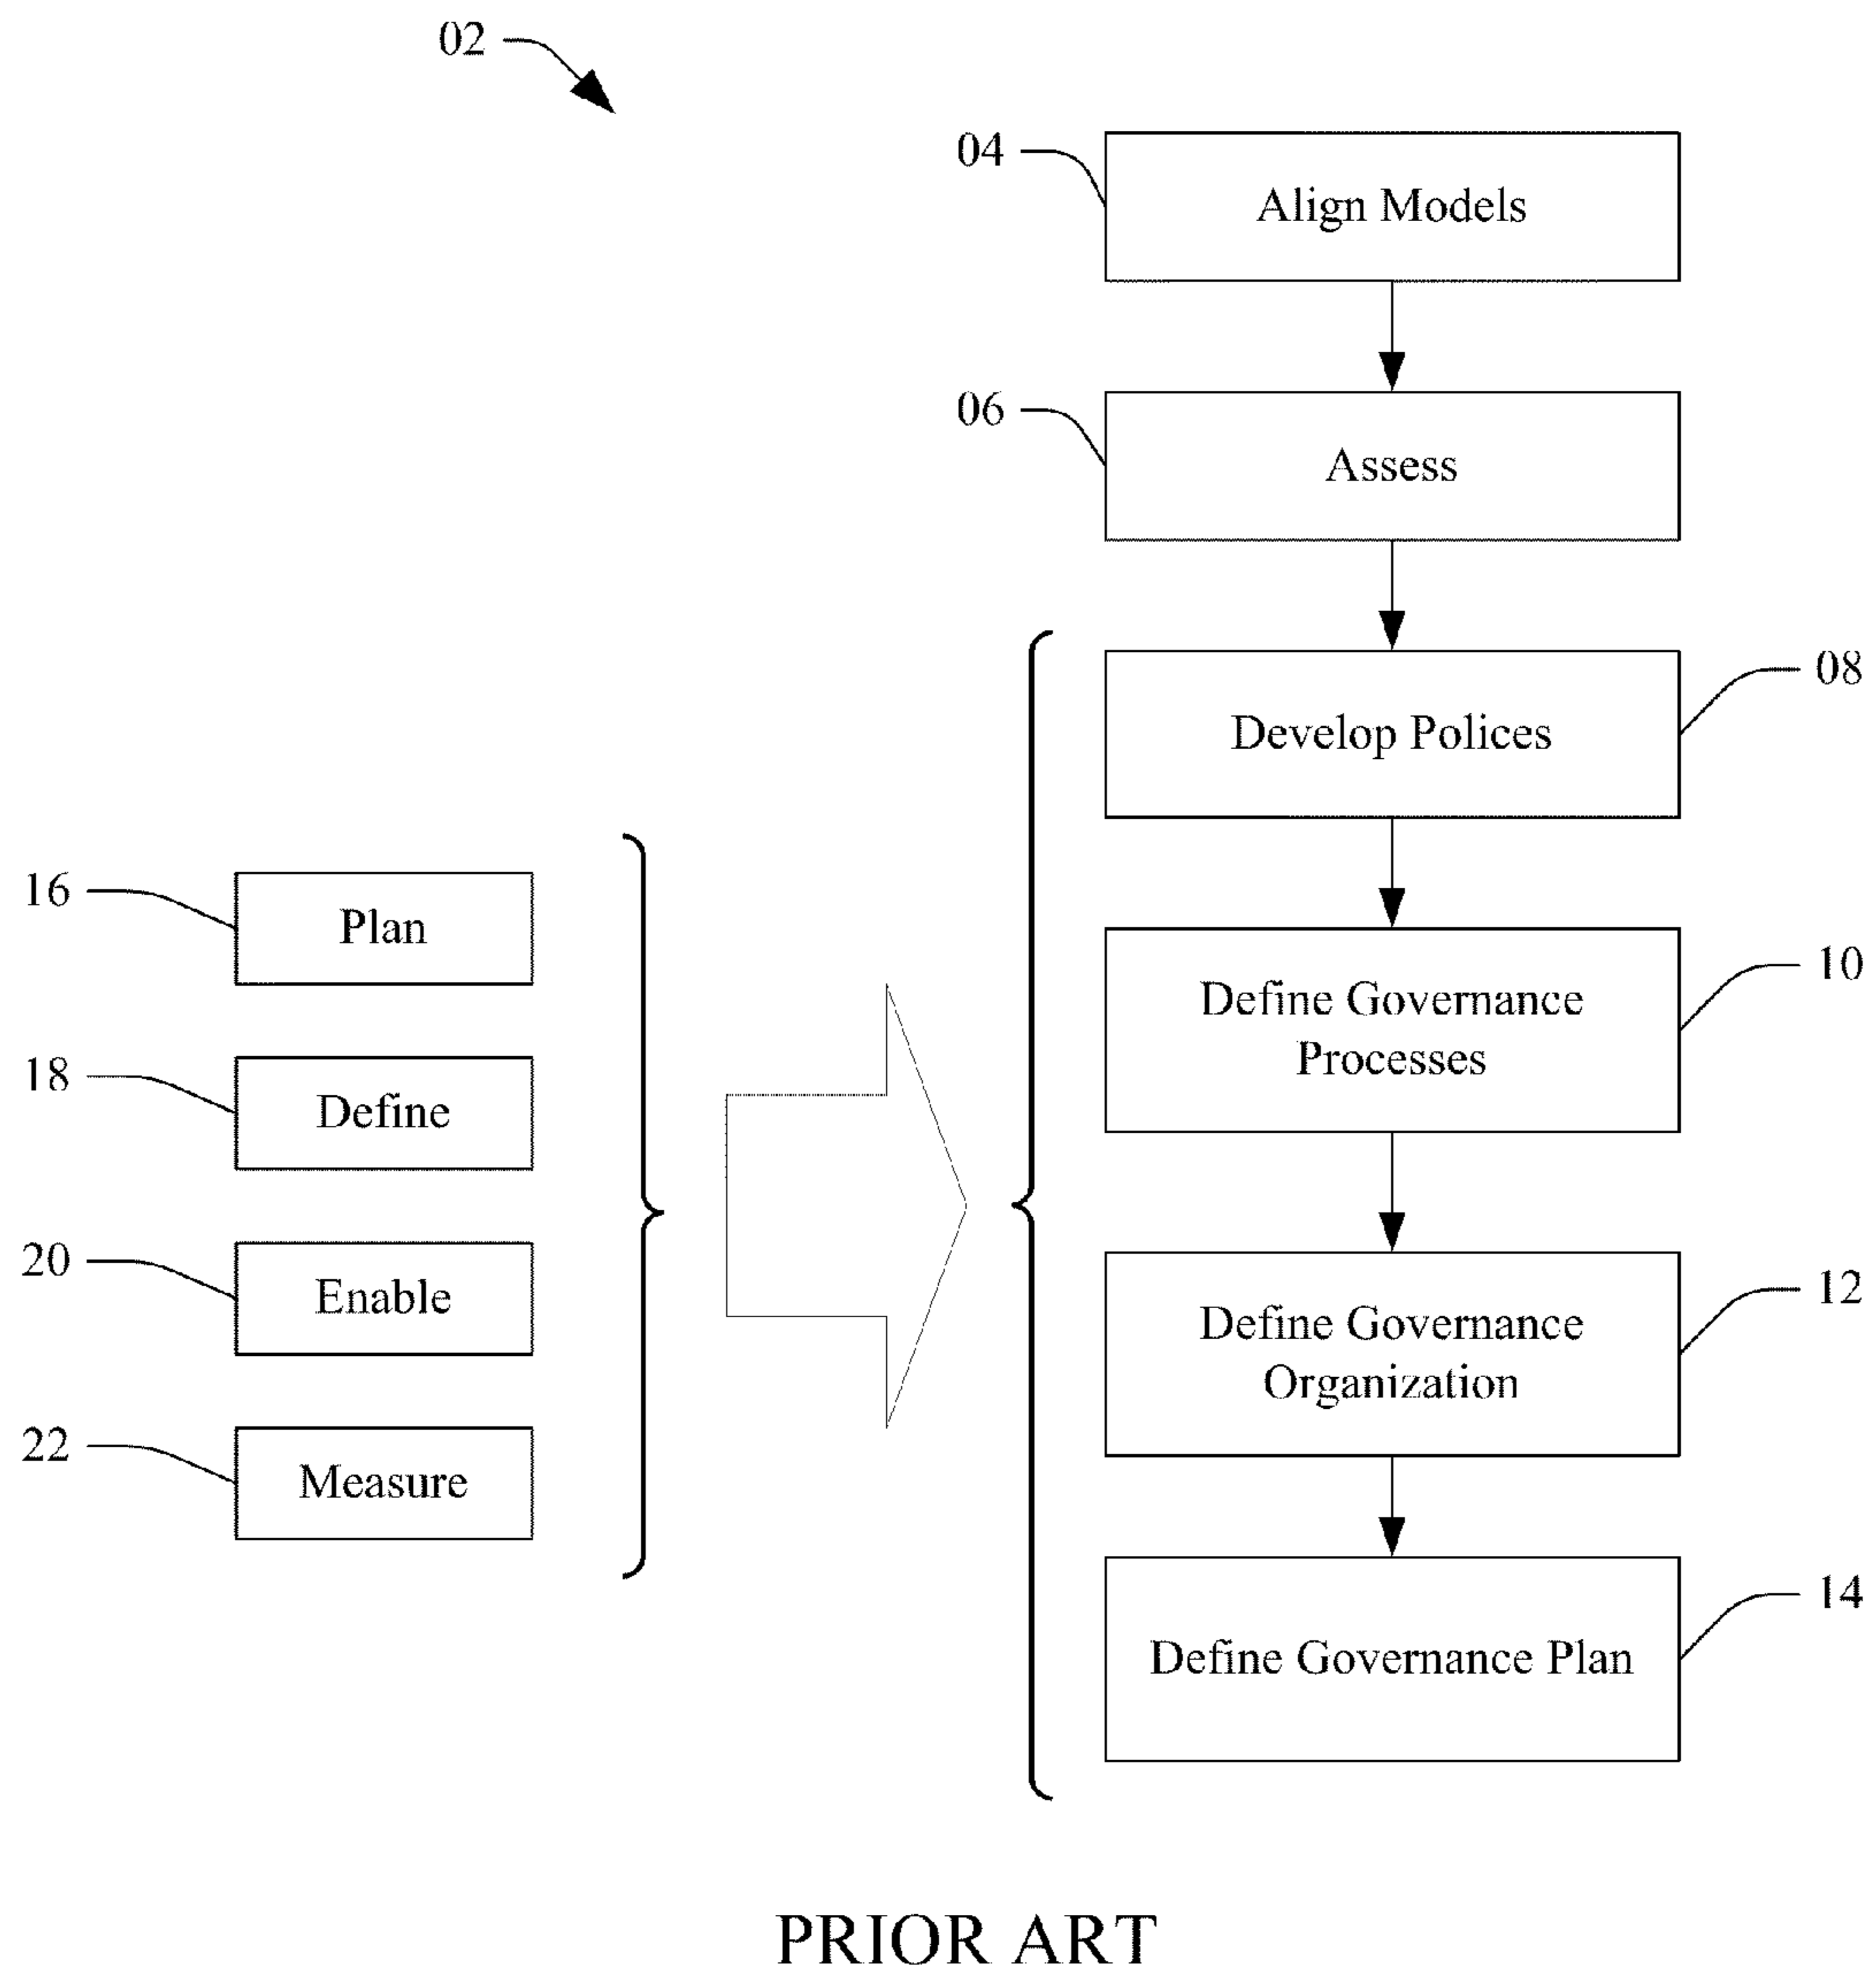 02
04
Align Models
06
Assess
08
Develop Polices
10
Define Governance
Processes
12
Define Governance
Organization
14
Define Governance Plan
16
Plan
18
Define
20
Enable
22
Measure
PRIOR ART